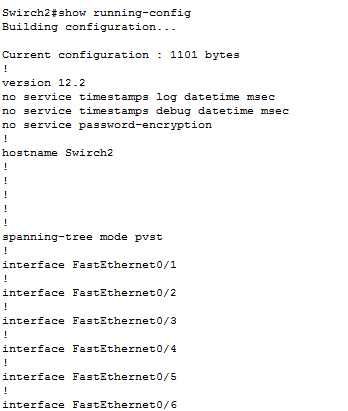 Swirch2#show running-config
Building configuration...
Current configuration : 1101 bytes
!
version 12.2
no service timestamps log datetime msec
no service timestamps debug datetime msec
no service password-encryption
!
hostname Swirch2
!
!
!
!
!
spanning-tree mode pvst
!
interface FastEthernet0/1
!
interface FastEthernet0/2
!
interface FastEthernet0/3
!
interface FastEthernet0/4
!
interface FastEthernet0/5
!
interface FastEthernet0/6